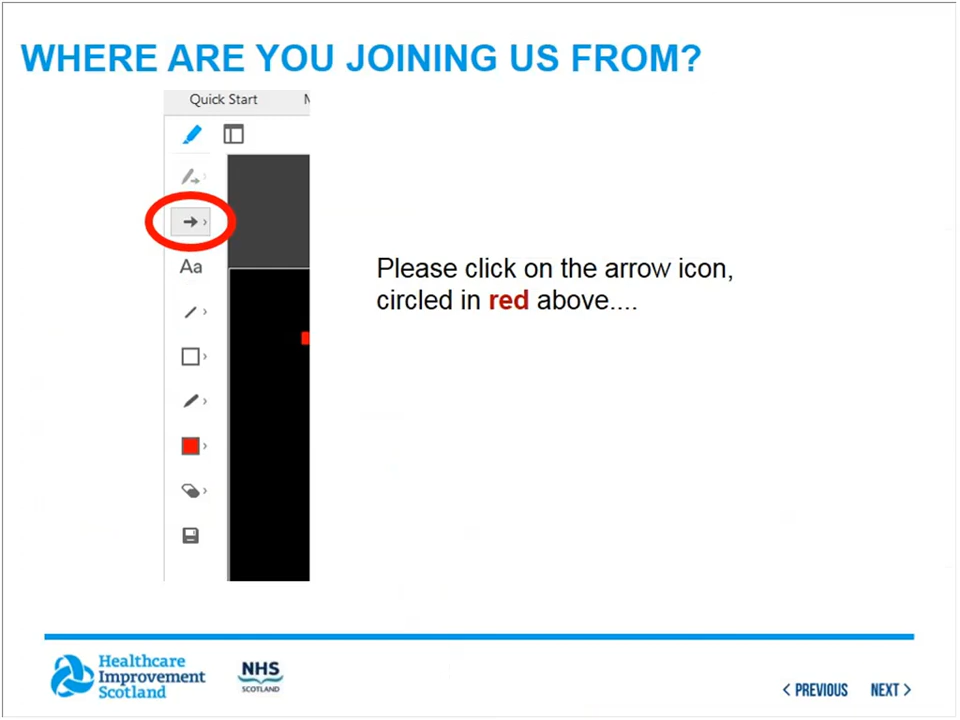 WHERE ARE YOU JOINING US FROM?
Quick Start
Aa
Please click on the arrow icon,
circled in red above....
Healthcare
Improvement
Scotland
NHS
SCOTLAND
PREVIOUS
NEXT